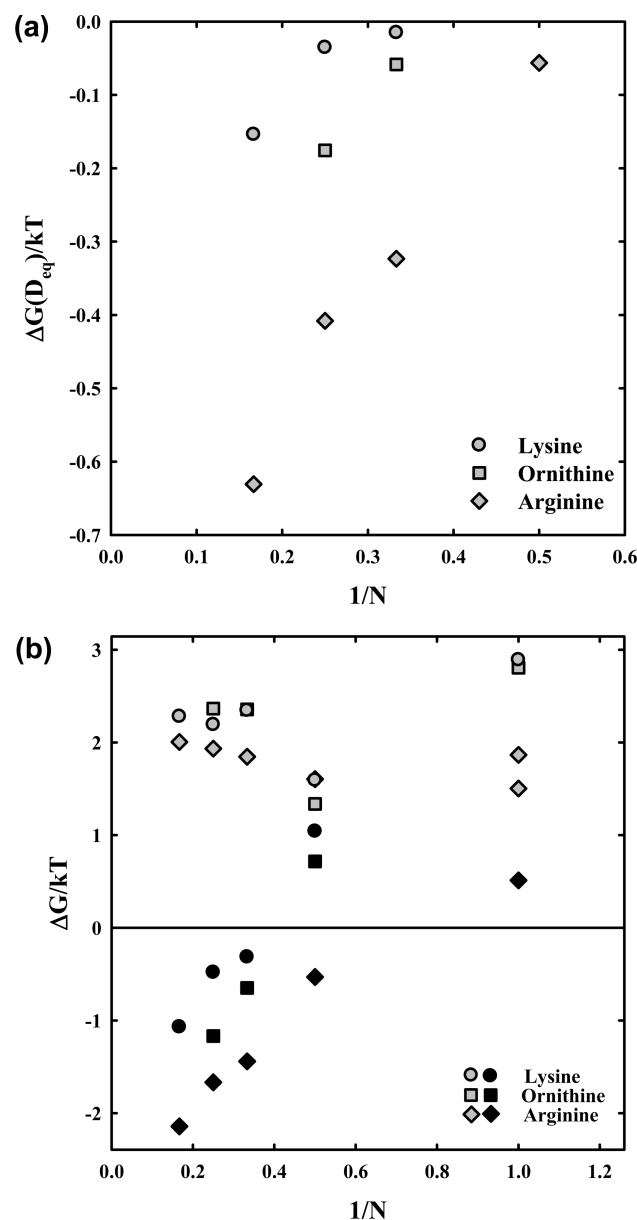 (a)
0.0
-0.1
-0.2
-0.3
-0.4
-0.5
-0.6
-0.7
ΔG(D_eq)/kT
Lysine
Ornithine
Arginine
0.0 0.1 0.2 0.3 0.4 0.5 0.6
1/N
(b)
3
2
1
0
-1
-2
ΔG/kT
Lysine
Ornithine
Arginine
0.0 0.2 0.4 0.6 0.8 1.0 1.2
1/N